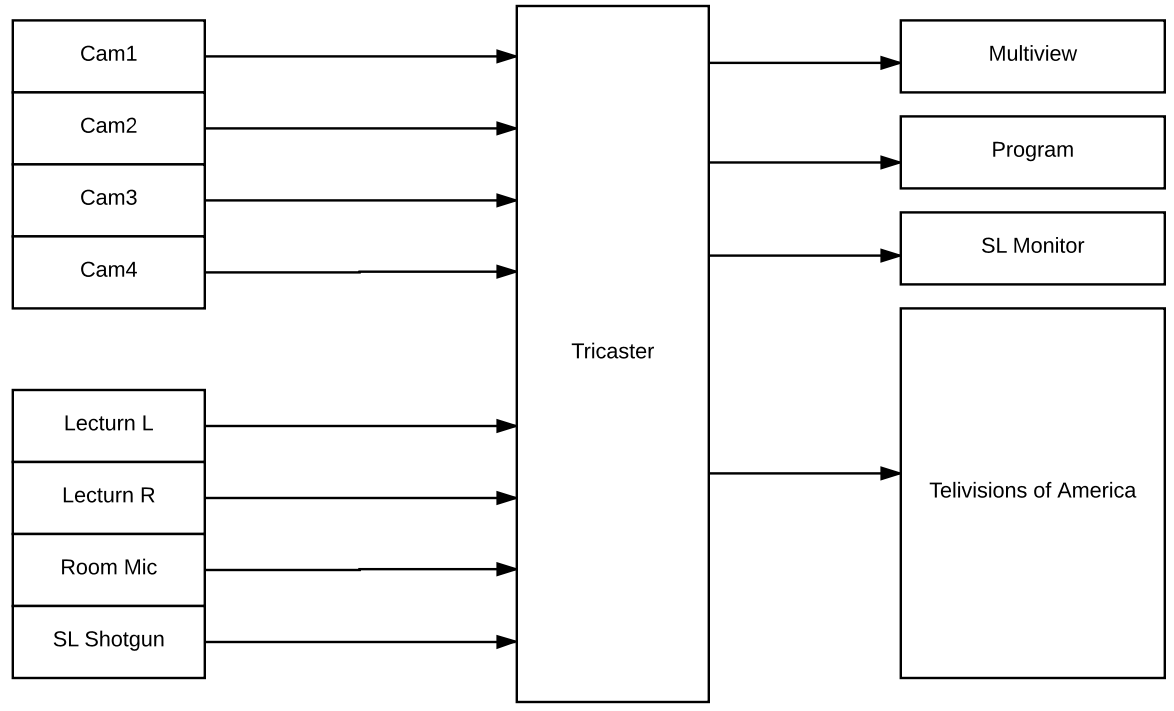 Cam1
Cam2
Cam3
Cam4
Lecturn L
Lecturn R
Room Mic
SL Shotgun
Tricaster
Multiview
Program
SL Monitor
Telivisions of America